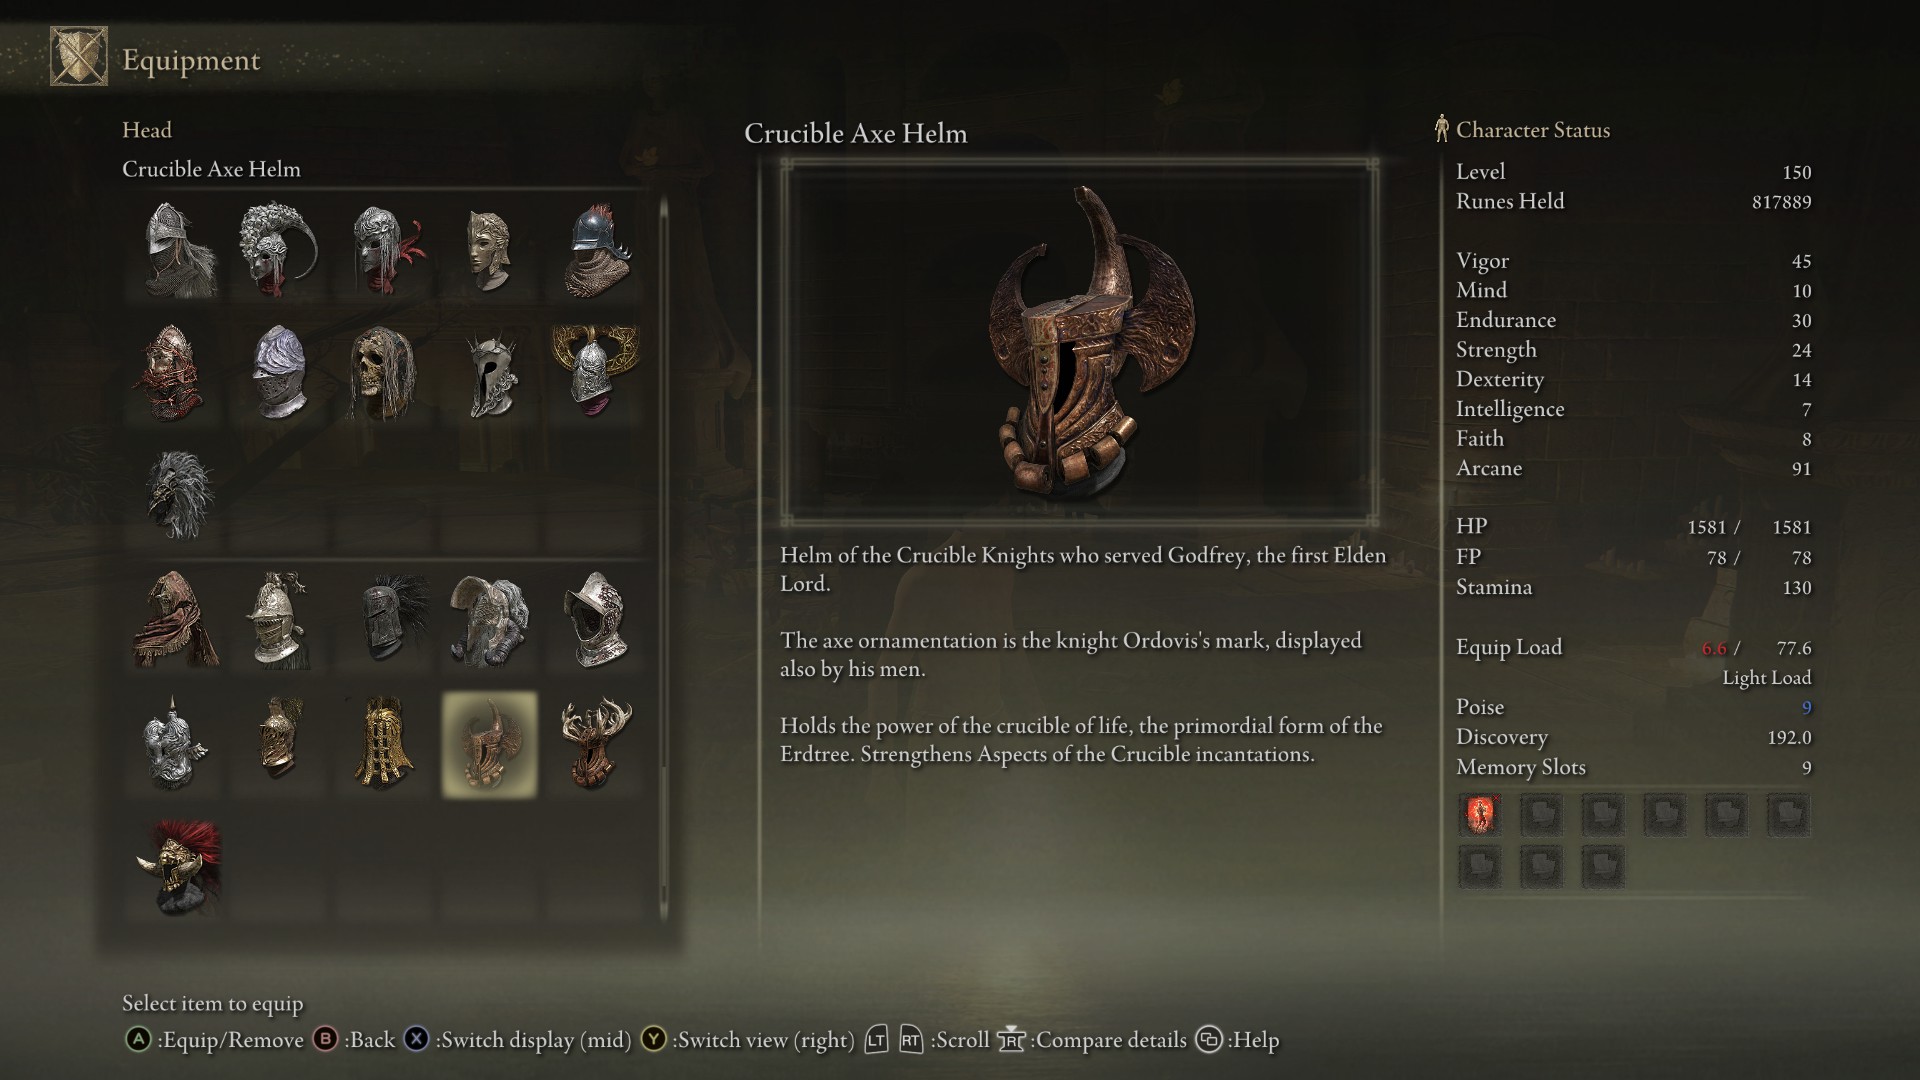 Equipment
Head
Crucible Axe Helm
Crucible Axe Helm
Helm of the Crucible Knights who served Godfrey, the first Elden
Lord.
The axe ornamentation is the knight Ordovis's mark, displayed
also by his men.
Holds the power of the crucible of life, the primordial form of the
Erdtree. Strengthens Aspects of the Crucible incantations.
Character Status
Level 150
Runes Held 817889
Vigor 45
Mind 10
Endurance 30
Strength 24
Dexterity 14
Intelligence 7
Faith 8
Arcane 91
HP 1581 / 1581
FP 78 / 78
Stamina 130
Equip Load 6.6 / 77.6
Light Load
Poise 9
Discovery 192.0
Memory Slots 9
Select item to equip
A :Equip/Remove B :Back X :Switch display (mid) Y :Switch view (right) LT RT :Scroll R :Compare details :Help